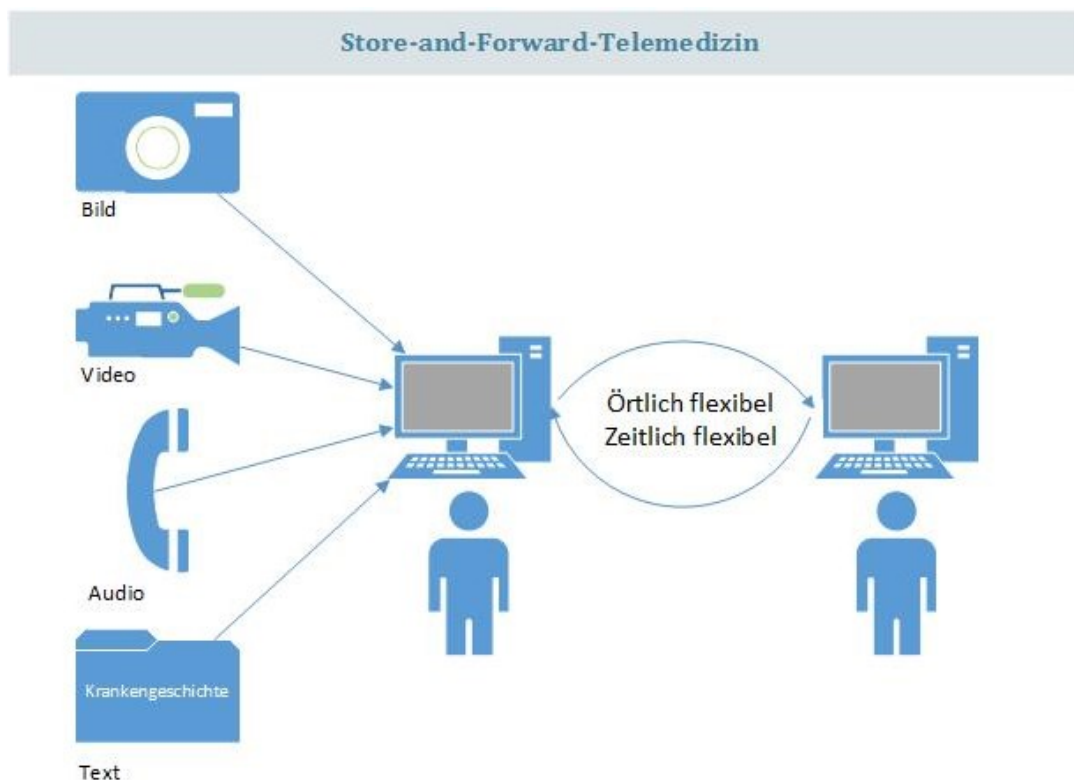 Store-and-Forward-Telemedizin
Bild
Video
Örtlich flexibel
Zeitlich flexibel
Audio
Krankengeschichte
Text